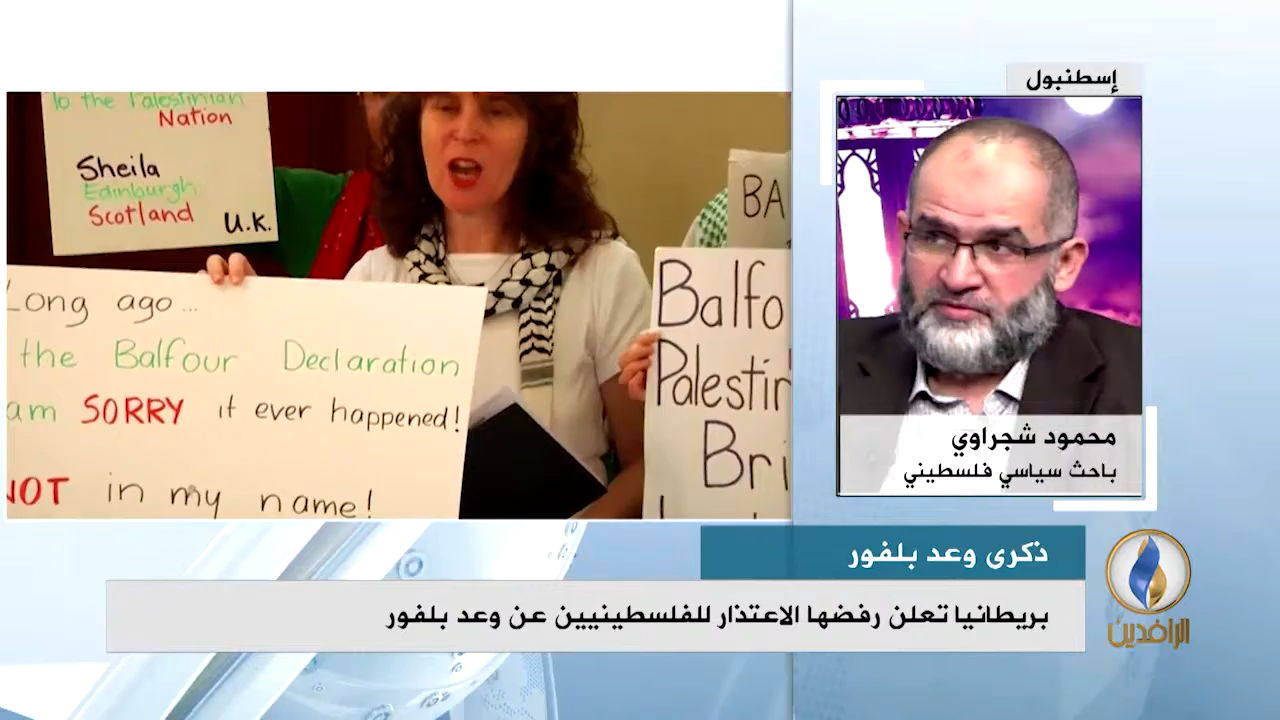 to the Palestinian
Nation
Sheila
Edinburgh
Scotland
U.K.
Long ago...
the Balfour Declaration
am SORRY it ever happened!
NOT in my name!
BA
Balfo
Palestin
Bri
إسطنبول
محمود شجراوي
باحث سياسي فلسطيني
ذكرى وعد بلفور
بريطانيا تعلن رفضها الاعتذار للفلسطينيين عن وعد بلفور
الرافدين